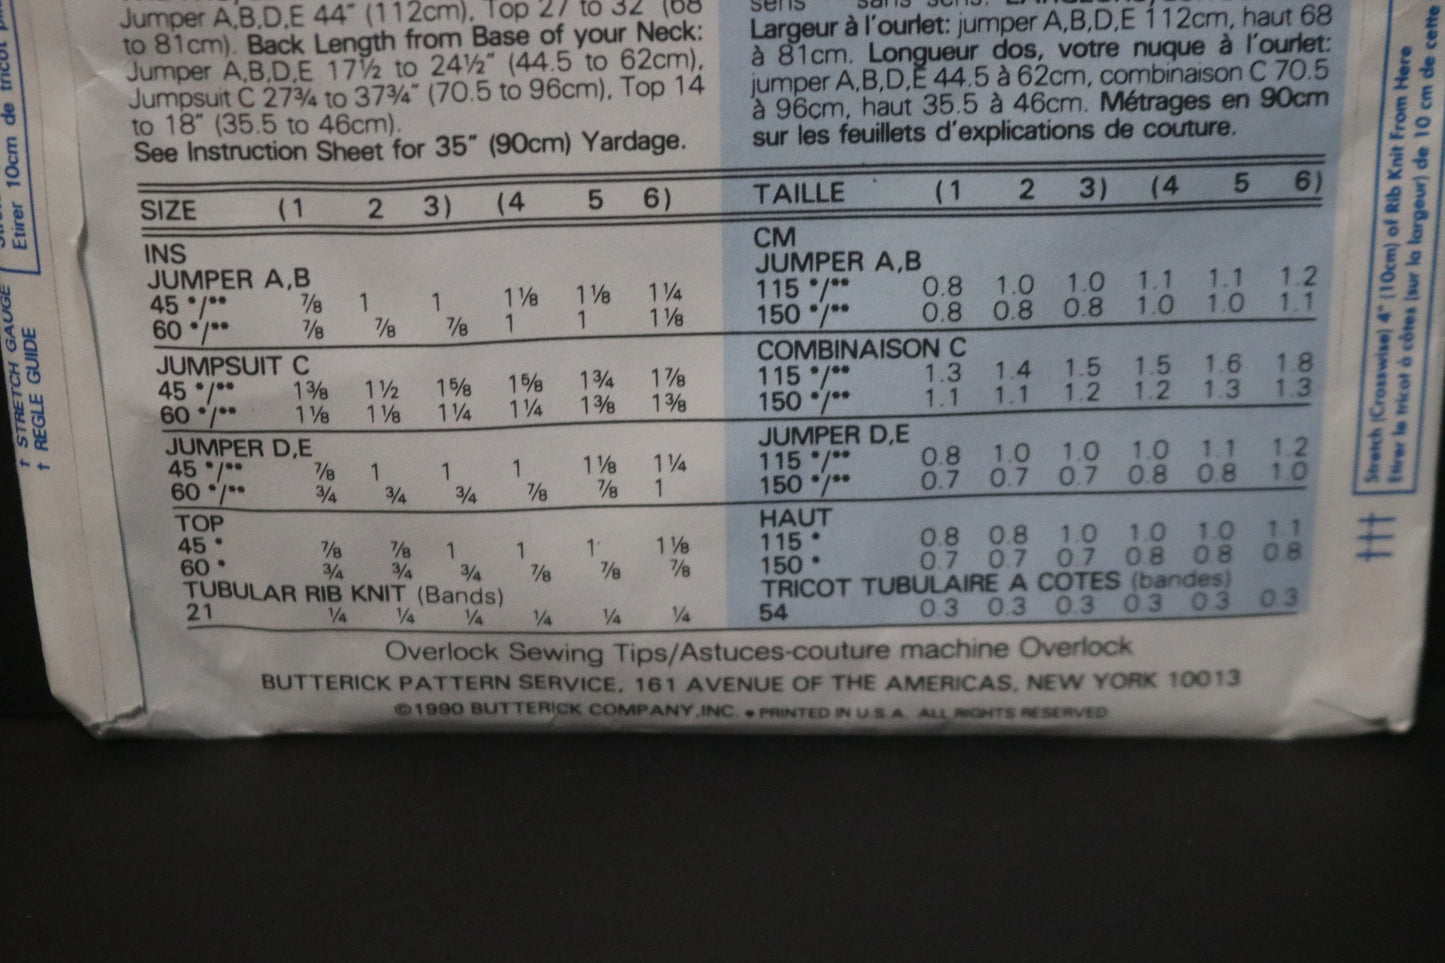 Jumper A,B,D,E 44" (112cm), Top 27 to 32" (68
to 81cm). Back Length from Base of your Neck:
Jumper A,B,D,E 17½ to 24½" (44.5 to 62cm),
Jumpsuit C 27¾ to 37¾" (70.5 to 96cm), Top 14
to 18" (35.5 to 46cm).
See Instruction Sheet for 35" (90cm) Yardage.
SIZE (1 2 3) (4 5 6)
INS
JUMPER A,B
45 */** ⅞ 1 1 1⅛ 1⅛ 1¼
60 */** ⅞ ⅞ ⅞ 1 1 1⅛
JUMPSUIT C
45 */** 1⅜ 1½ 1⅝ 1⅝ 1¾ 1⅞
60 */** 1⅛ 1⅛ 1¼ 1¼ 1⅜ 1⅜
JUMPER D,E
45 */** ⅞ 1 1 1 1⅛ 1¼
60 */** ¾ ¾ ¾ ⅞ ⅞ 1
TOP
45 * ⅞ ⅞ 1 1 1 1⅛
60 * ¾ ¾ ¾ ⅞ ⅞ ⅞
TUBULAR RIB KNIT (Bands)
21 ¼ ¼ ¼ ¼ ¼ ¼
Largeur à l'ourlet: jumper A,B,D,E 112cm, haut 68
à 81cm. Longueur dos, votre nuque à l'ourlet:
jumper A,B,D,E 44.5 à 62cm, combinaison C 70.5
à 96cm, haut 35.5 à 46cm. Métrages en 90cm
sur les feuillets d'explications de couture.
TAILLE (1 2 3) (4 5 6)
CM
JUMPER A,B
115 */** 0.8 1.0 1.0 1.1 1.1 1.2
150 */** 0.8 0.8 0.8 1.0 1.0 1.1
COMBINAISON C
115 */** 1.3 1.4 1.5 1.5 1.6 1.8
150 */** 1.1 1.1 1.2 1.2 1.3 1.3
JUMPER D,E
115 */** 0.8 1.0 1.0 1.0 1.1 1.2
150 */** 0.7 0.7 0.7 0.8 0.8 1.0
HAUT
115 * 0.8 0.8 1.0 1.0 1.0 1.1
150 * 0.7 0.7 0.7 0.8 0.8 0.8
TRICOT TUBULAIRE A COTES (bandes)
54 0.3 0.3 0.3 0.3 0.3 0.3
Overlock Sewing Tips/Astuces-couture machine Overlock
BUTTERICK PATTERN SERVICE, 161 AVENUE OF THE AMERICAS, NEW YORK 10013
©1990 BUTTERICK COMPANY, INC. • PRINTED IN U.S.A. ALL RIGHTS RESERVED
Etirer 10cm de tricot
† STRETCH GAUGE
† REGLE GUIDE
Stretch (Crosswise) 4" (10cm) of Rib Knit From Here
Etirer le tricot à côtes (sur la largeur) de 10 cm de cette
†††